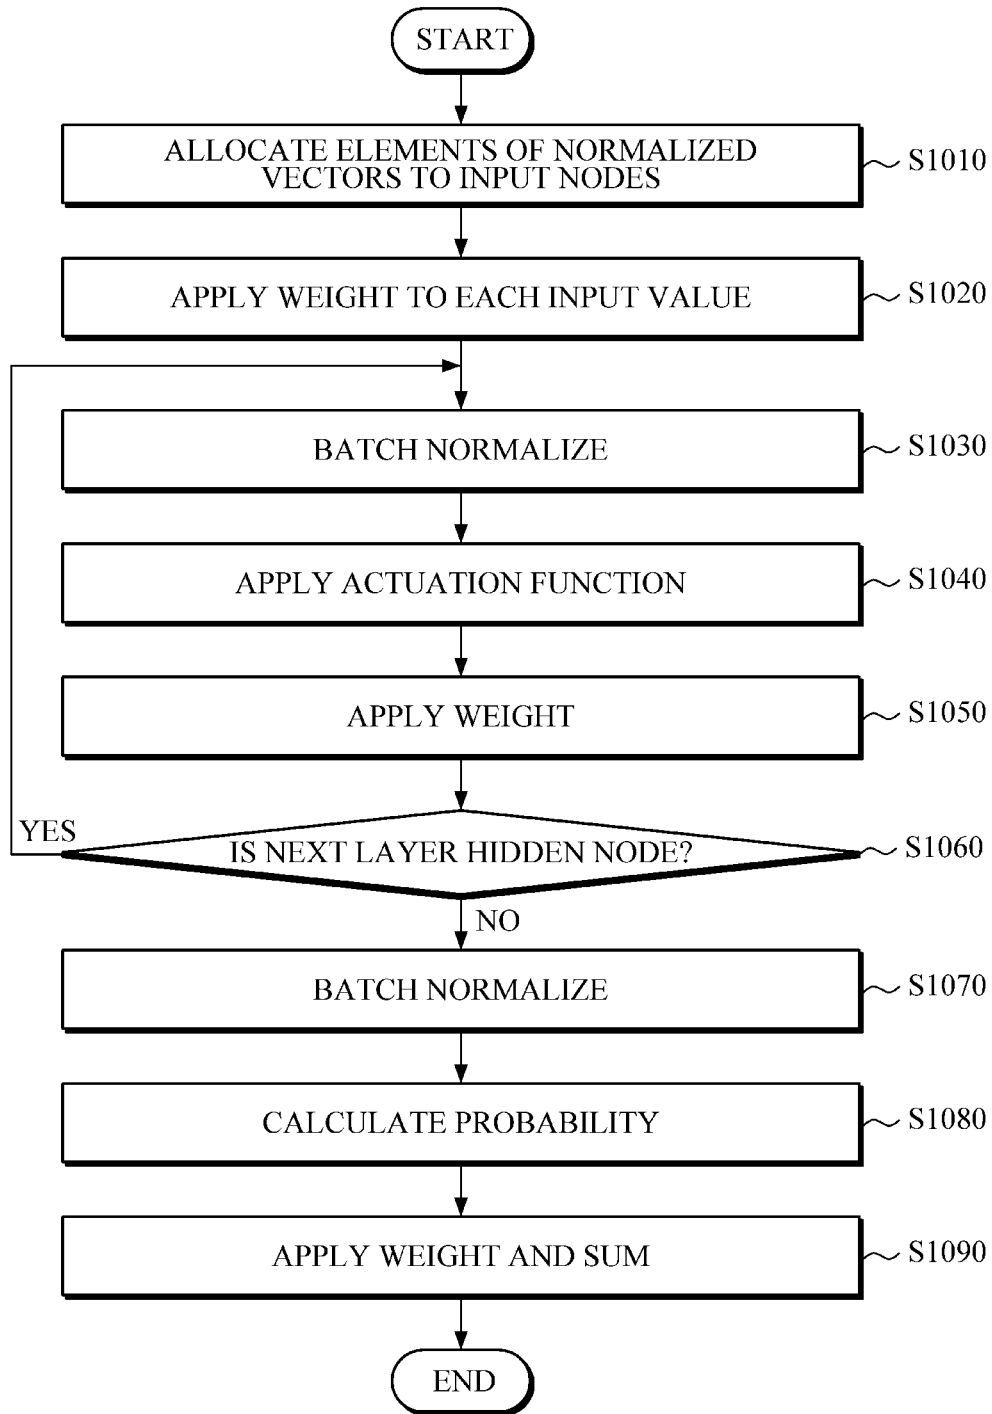 START
ALLOCATE ELEMENTS OF NORMALIZED
VECTORS TO INPUT NODES
S1010
APPLY WEIGHT TO EACH INPUT VALUE
S1020
BATCH NORMALIZE
S1030
APPLY ACTUATION FUNCTION
S1040
APPLY WEIGHT
S1050
YES
IS NEXT LAYER HIDDEN NODE?
S1060
NO
BATCH NORMALIZE
S1070
CALCULATE PROBABILITY
S1080
APPLY WEIGHT AND SUM
S1090
END